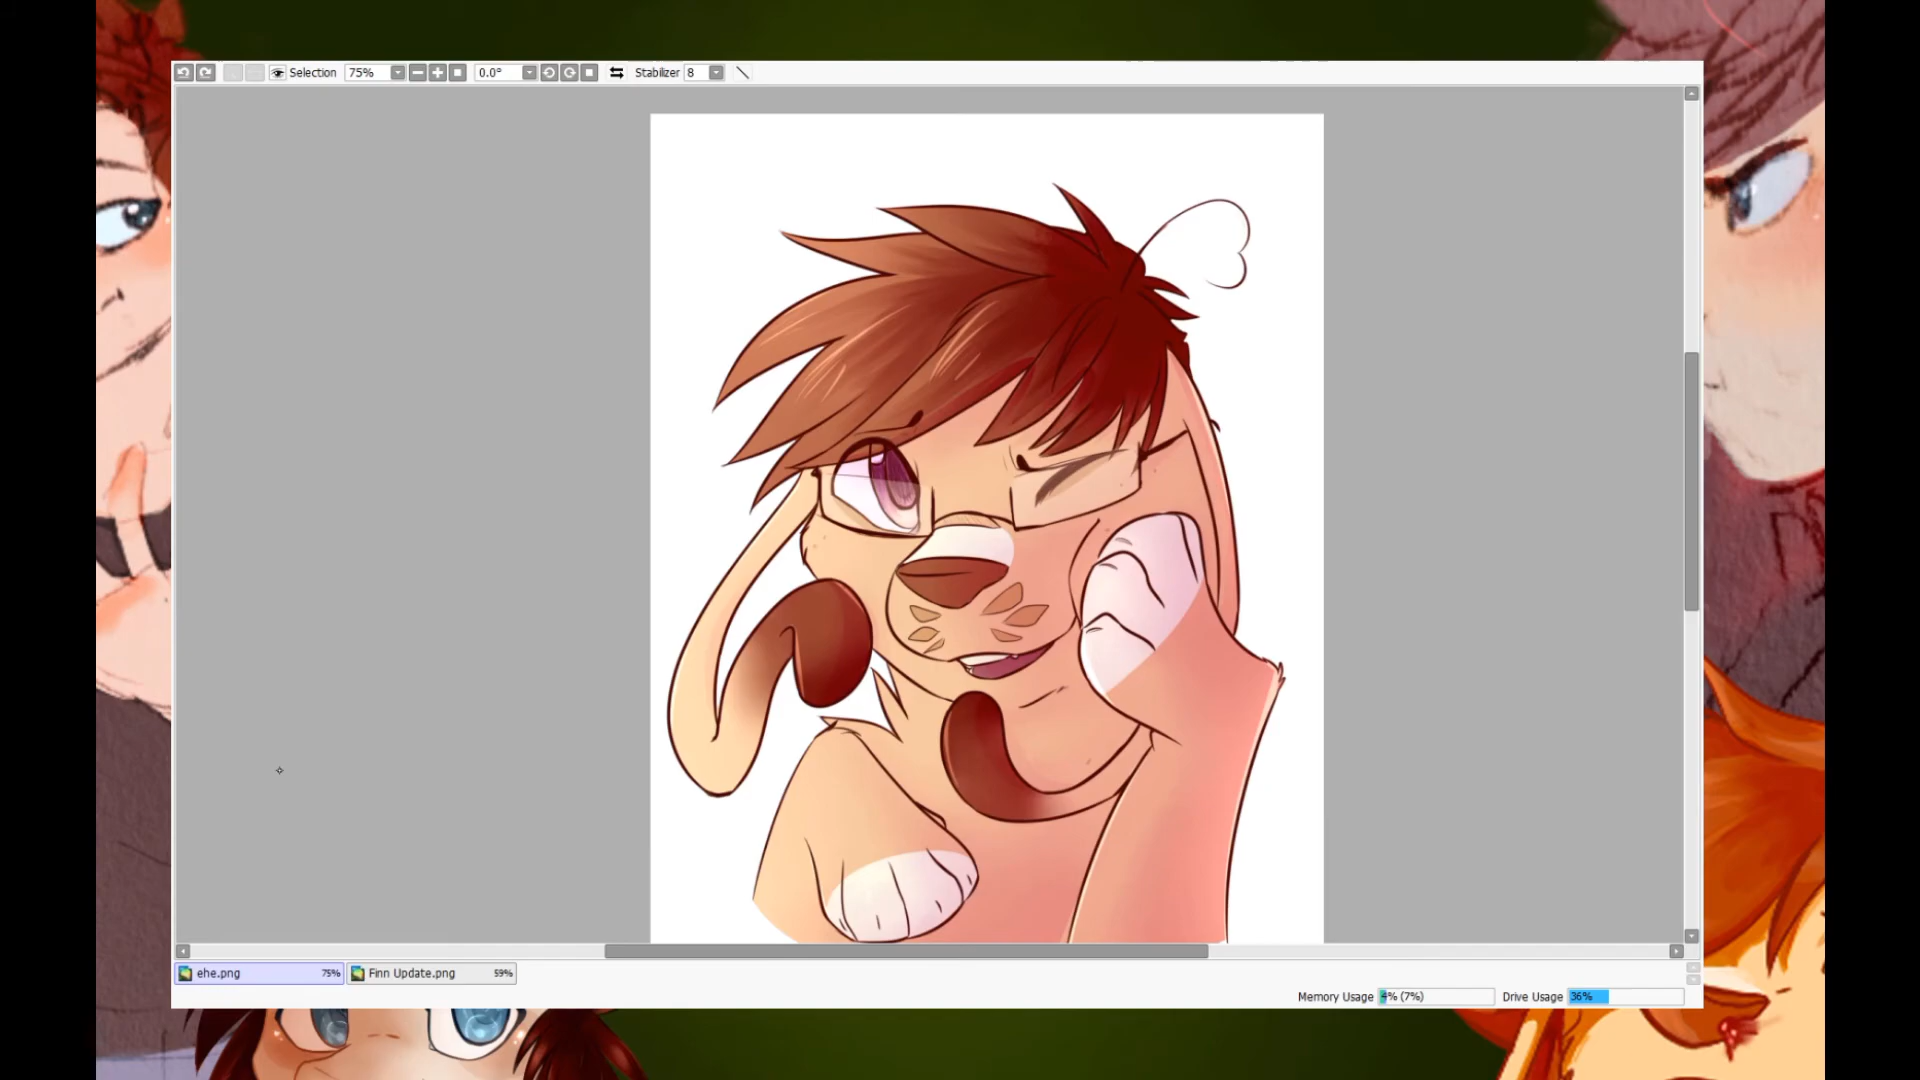 Selection 75% 0.0° Stabilizer 8
ehe.png 75% Finn Update.png 59%
Memory Usage 4% (7%) Drive Usage 36%